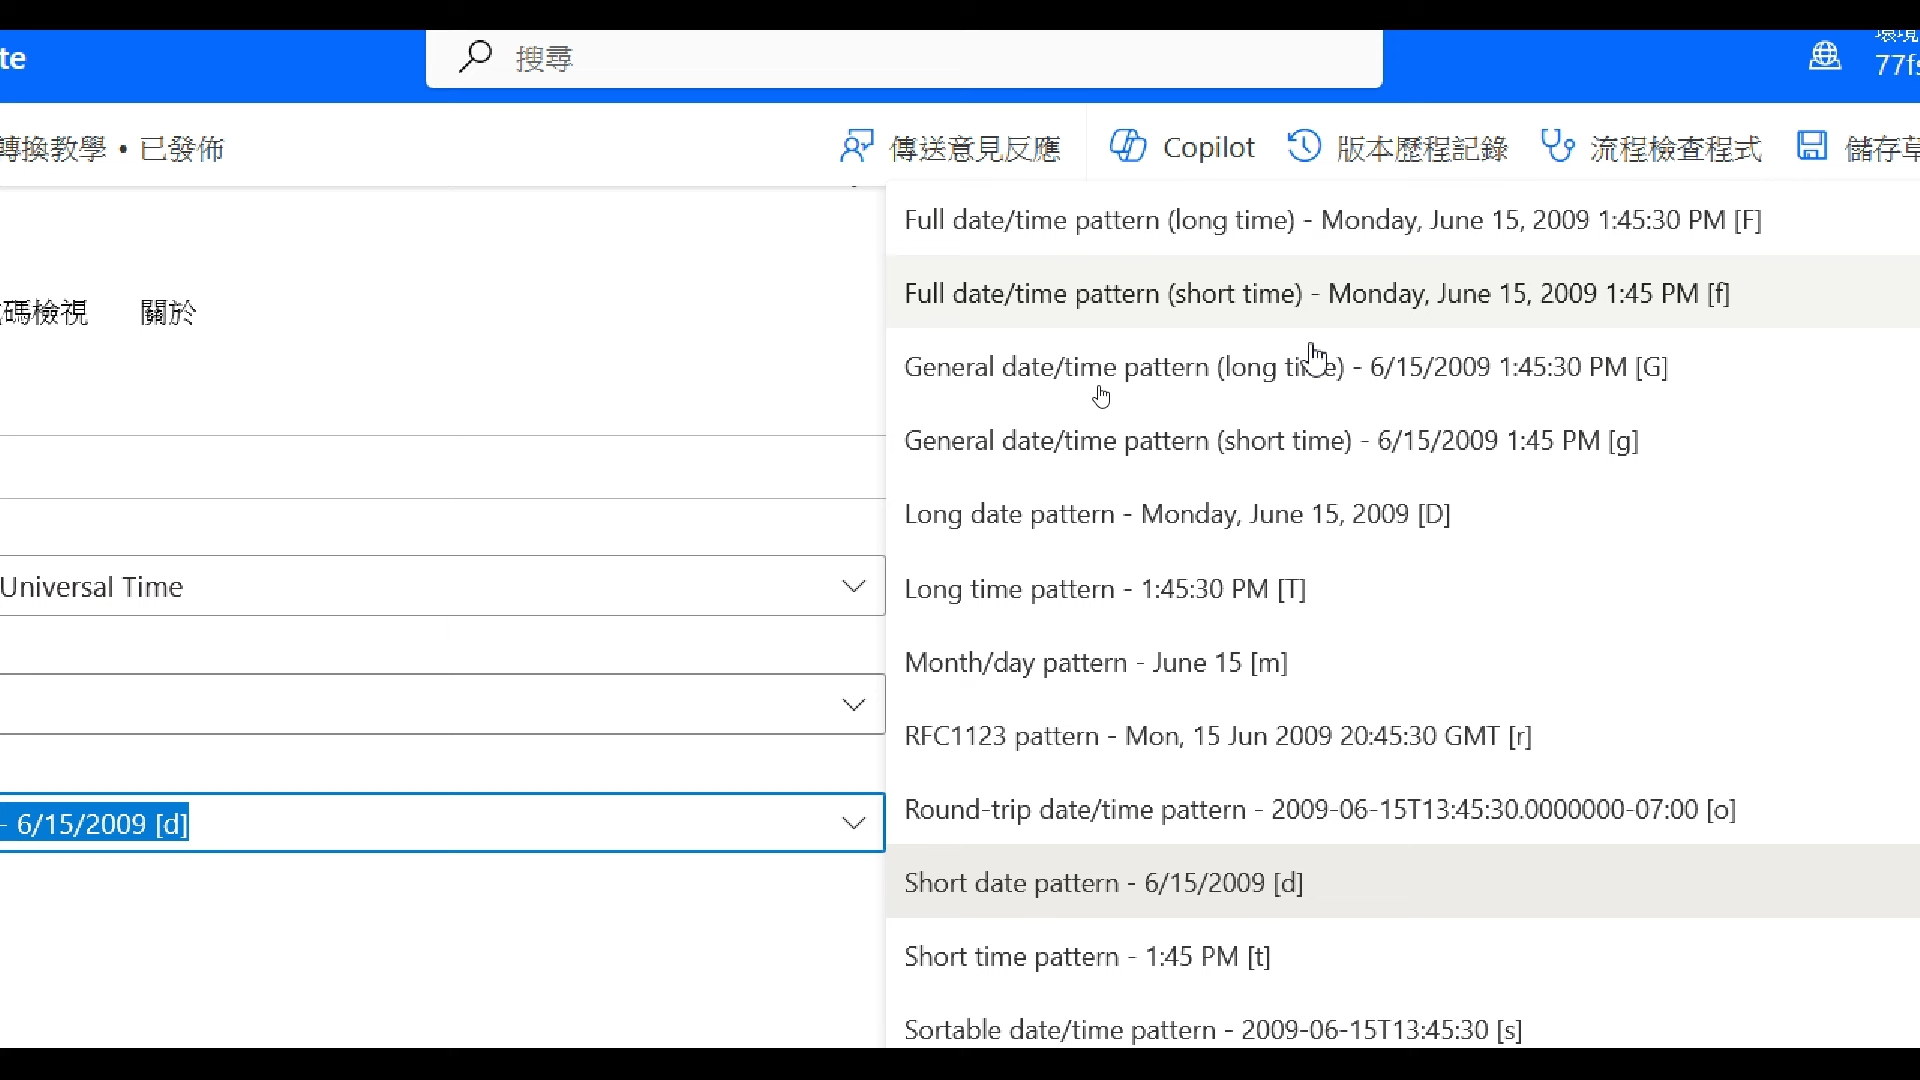 te
搜尋
環境
77fs
轉換教學 • 已發佈
傳送意見反應
Copilot
版本歷程記錄
流程檢查程式
儲存草
碼檢視
關於
Universal Time
- 6/15/2009 [d]
Full date/time pattern (long time) - Monday, June 15, 2009 1:45:30 PM [F]
Full date/time pattern (short time) - Monday, June 15, 2009 1:45 PM [f]
General date/time pattern (long time) - 6/15/2009 1:45:30 PM [G]
General date/time pattern (short time) - 6/15/2009 1:45 PM [g]
Long date pattern - Monday, June 15, 2009 [D]
Long time pattern - 1:45:30 PM [T]
Month/day pattern - June 15 [m]
RFC1123 pattern - Mon, 15 Jun 2009 20:45:30 GMT [r]
Round-trip date/time pattern - 2009-06-15T13:45:30.0000000-07:00 [o]
Short date pattern - 6/15/2009 [d]
Short time pattern - 1:45 PM [t]
Sortable date/time pattern - 2009-06-15T13:45:30 [s]